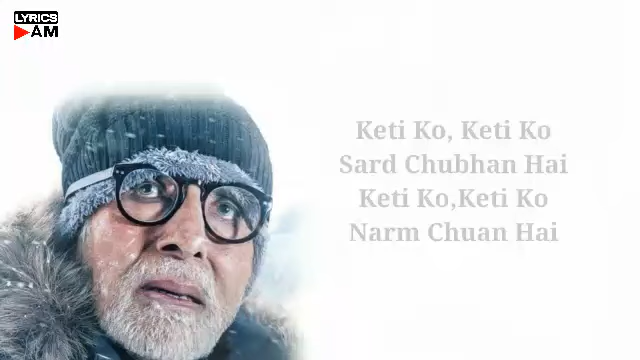 LYRICS
AM
Keti Ko, Keti Ko
Sard Chubhan Hai
Keti Ko,Keti Ko
Narm Chuan Hai